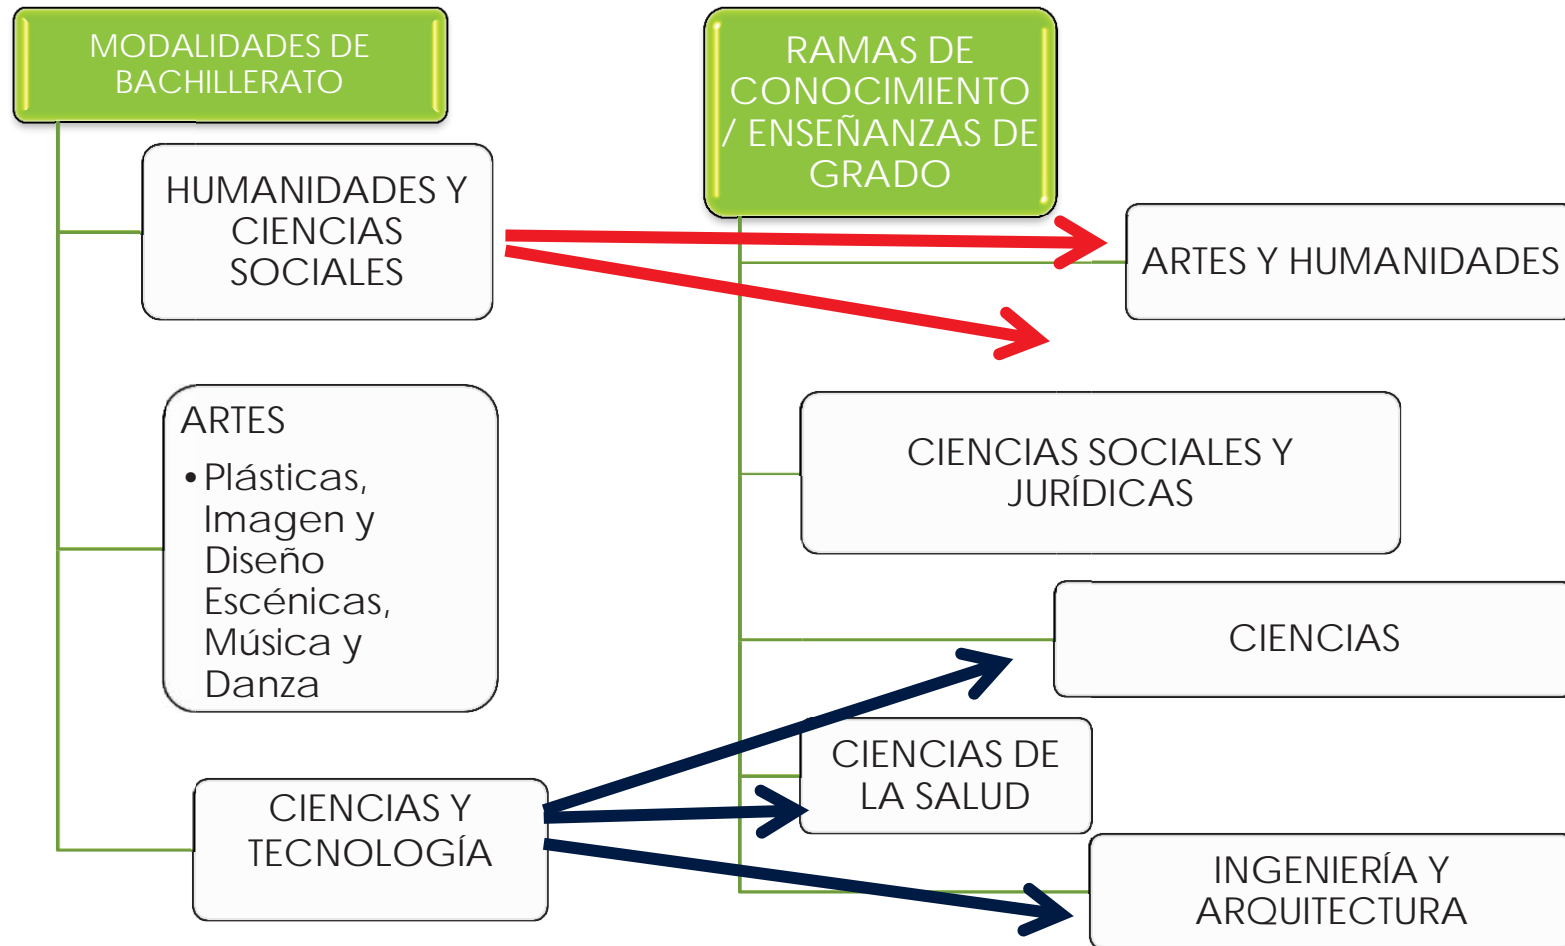 MODALIDADES DE
BACHILLERATO
HUMANIDADES Y
CIENCIAS
SOCIALES
ARTES
•Plásticas,
Imagen y
Diseño
Escénicas,
Música y
Danza
CIENCIAS Y
TECNOLOGÍA
RAMAS DE
CONOCIMIENTO
/ ENSEÑANZAS DE
GRADO
ARTES Y HUMANIDADES
CIENCIAS SOCIALES Y
JURÍDICAS
CIENCIAS
CIENCIAS DE
LA SALUD
INGENIERÍA Y
ARQUITECTURA